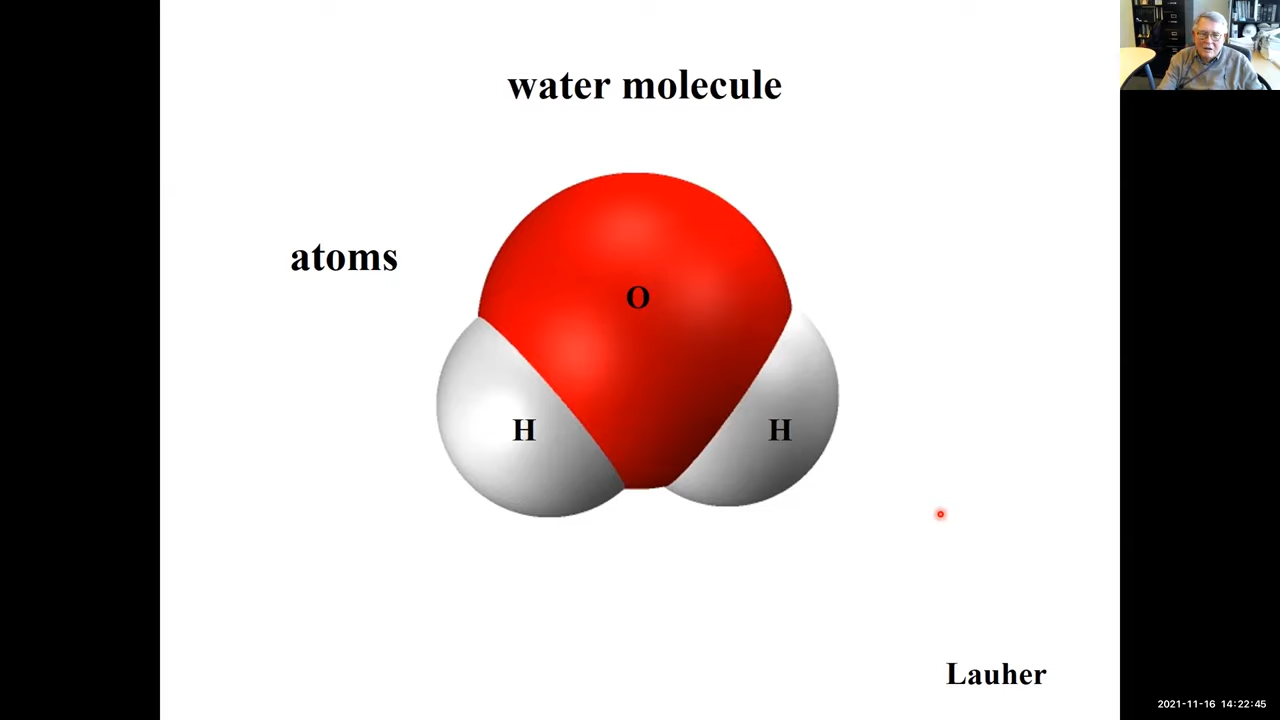 water molecule
atoms
O
H
H
Lauher
2021-11-16 14:22:45